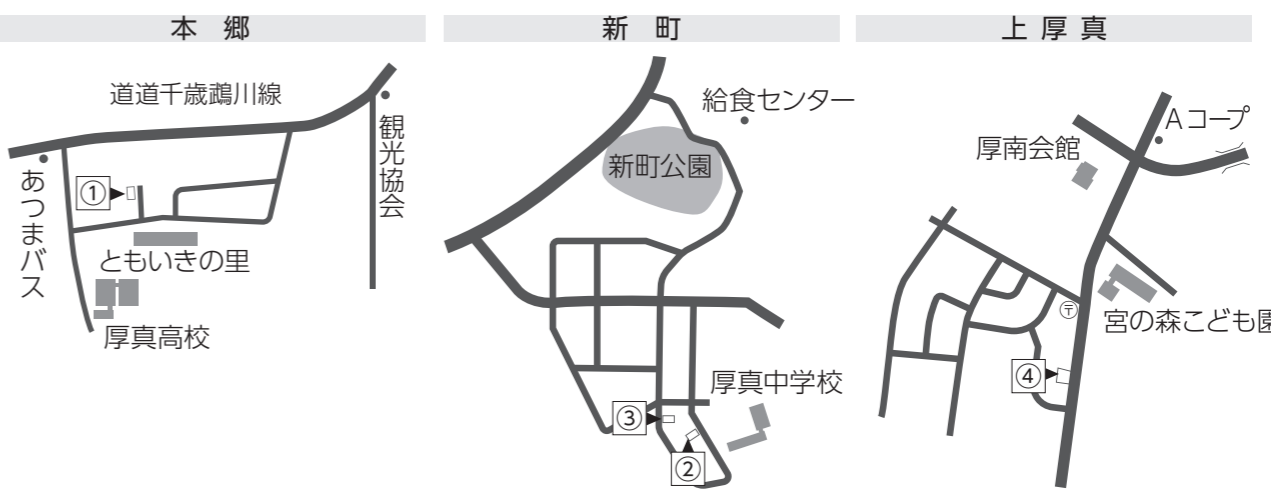 本郷
道道千歳鵡川線
観光協会
あつまバス
①
ともいきの里
厚真高校
新町
給食センター
新町公園
厚真中学校
③
②
上厚真
Aコープ
厚南会館
〒
宮の森こども園
④